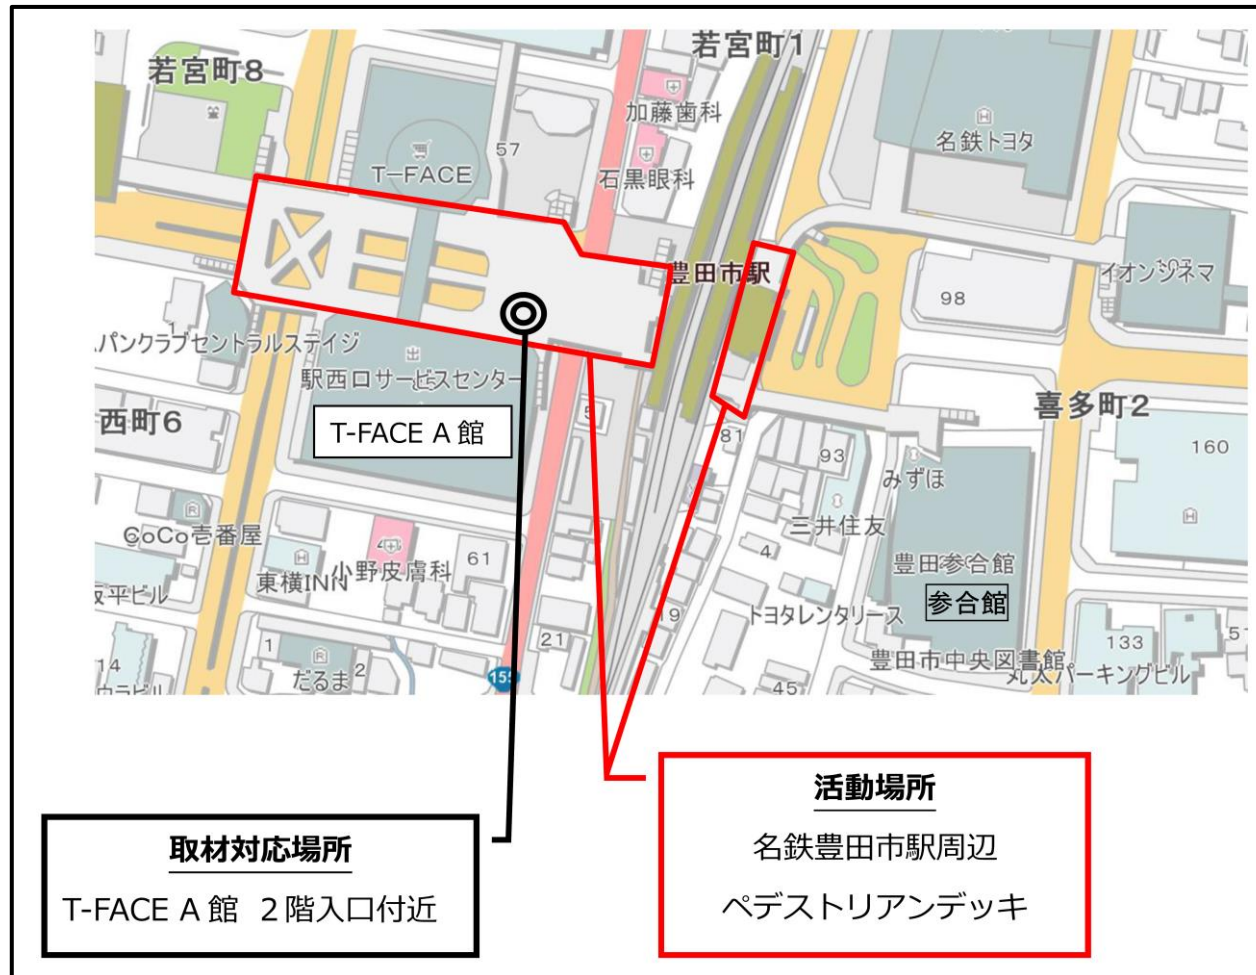 若宮町1
若宮町8
加藤歯科
名鉄トヨタ
57
T-FACE
石黒眼科
豊田市駅
イオンシネマ
98
パンクラブセントラルステイジ
駅西口サービスセンター
喜多町2
西町6
T-FACE A 館
81
93
160
みずほ
CoCo壱番屋
三井住友
61
小野皮膚科
東横INN
4
豊田参合館
参合館
トヨタレンタリース
19
21
1
133
51
豊田市中央図書館
丸太パーキングビル
14
だるま
2
155
45
活動場所
名鉄豊田市駅周辺
ペデストリアンデッキ
取材対応場所
T-FACE A 館 2階入口付近